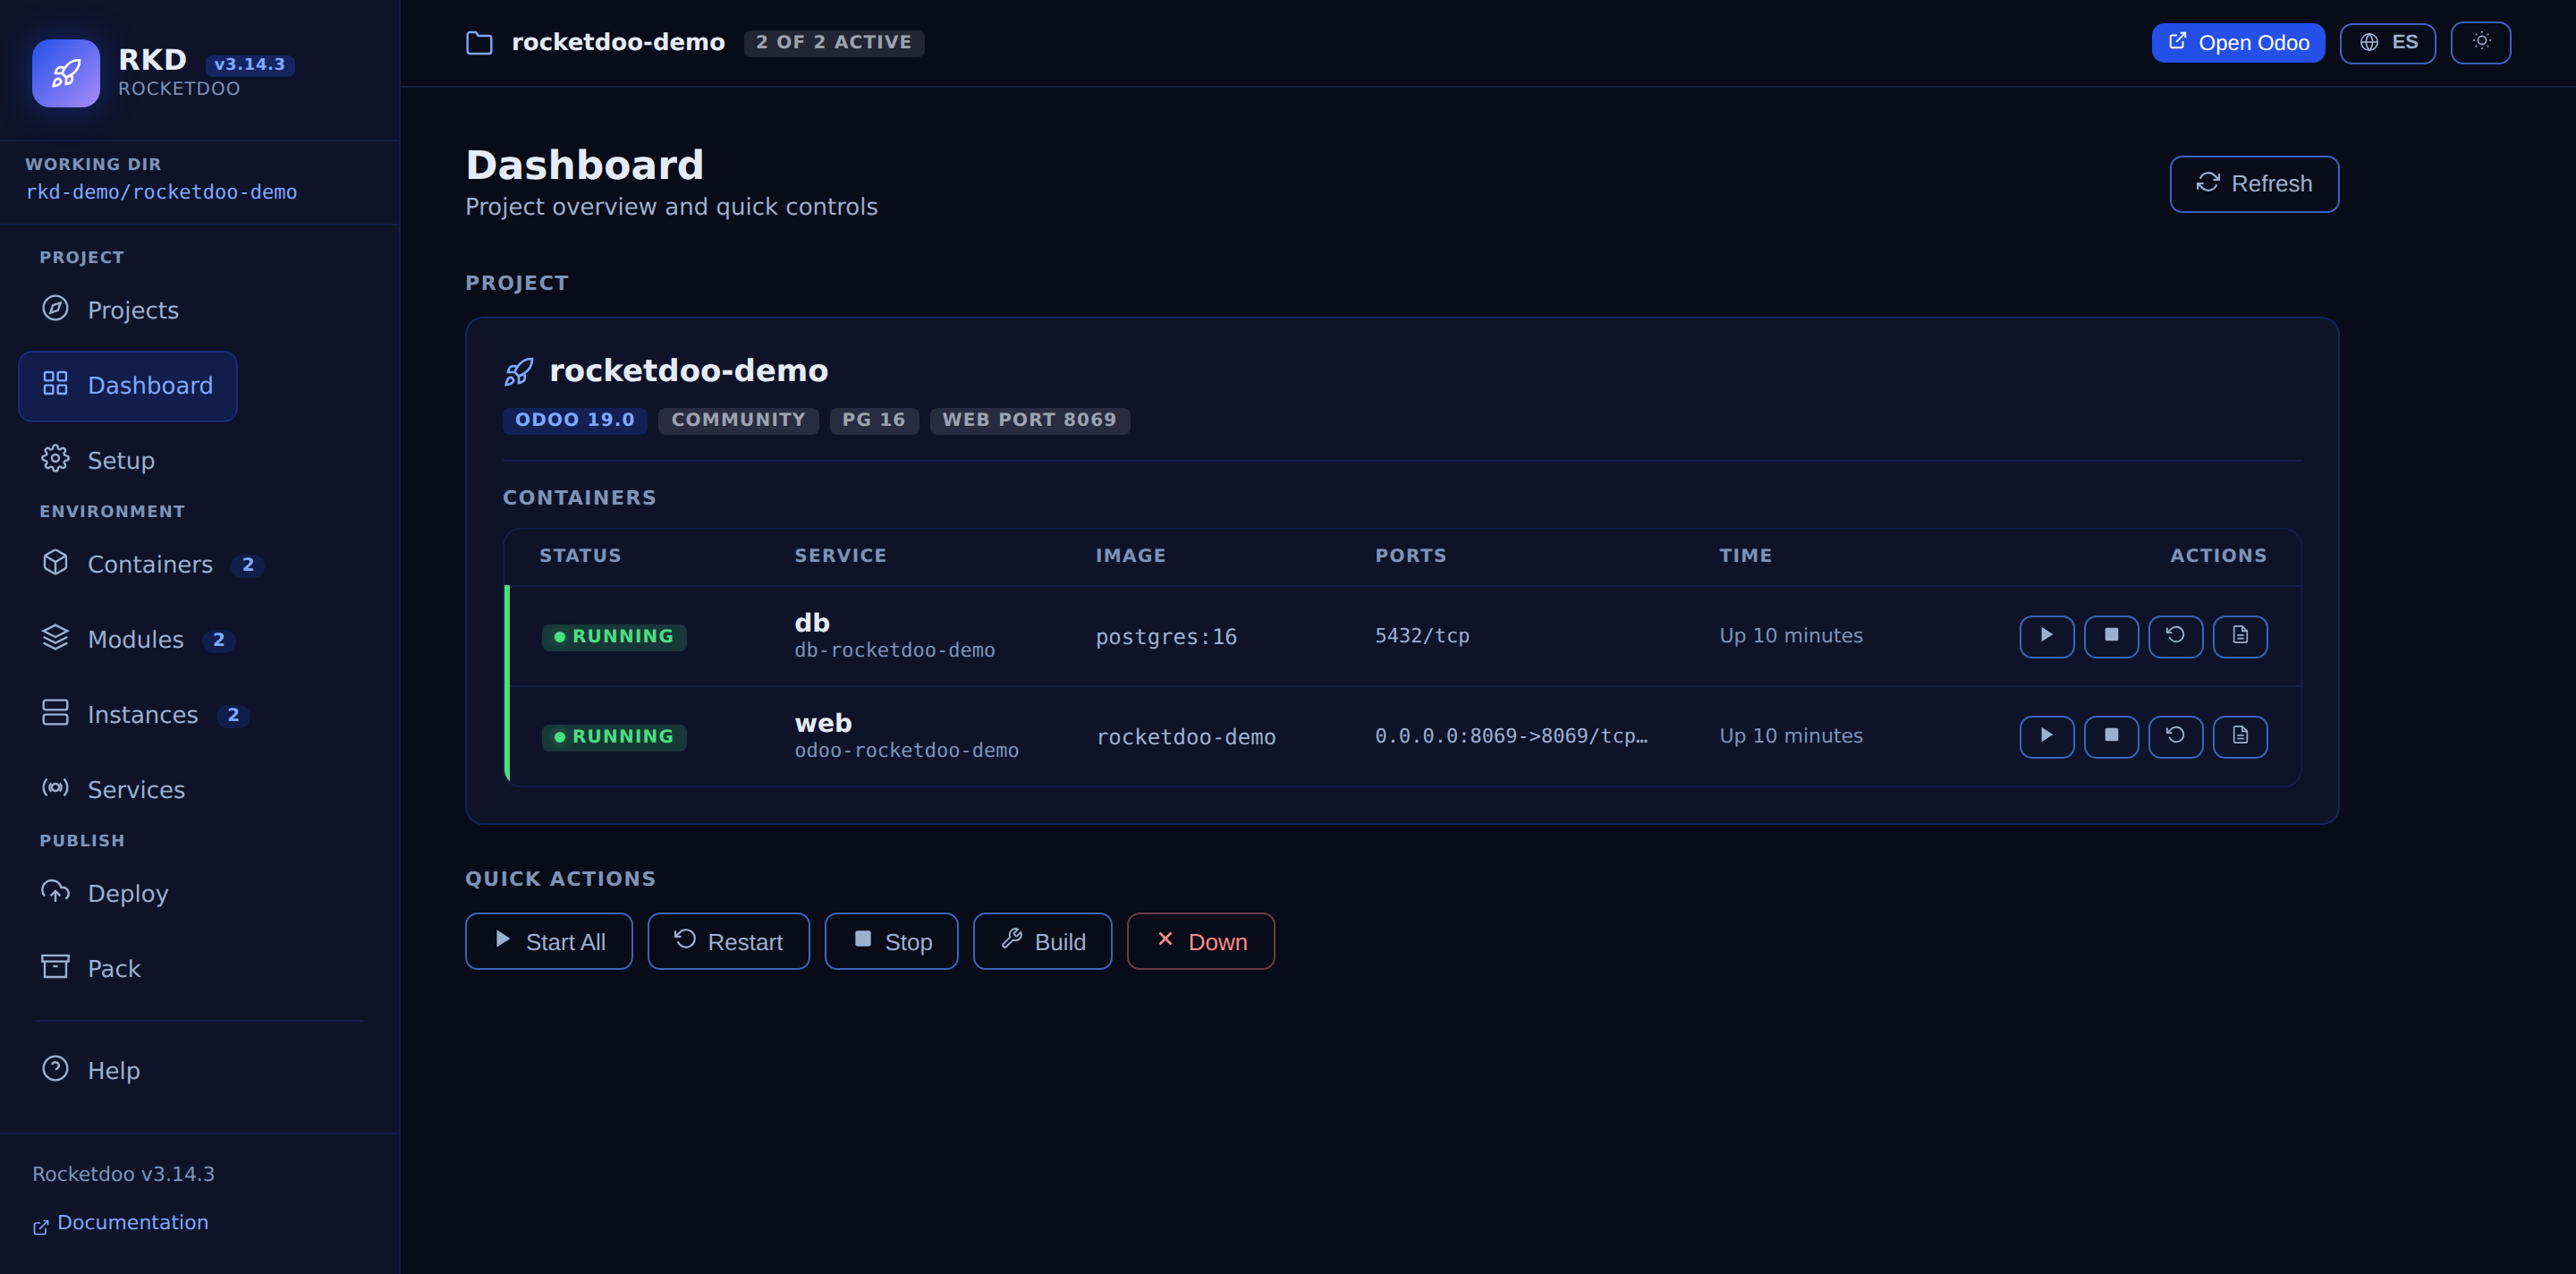 RKD v3.14.3
ROCKETDOO
WORKING DIR
rkd-demo/rocketdoo-demo
PROJECT
Projects
Dashboard
Setup
ENVIRONMENT
Containers 2
Modules 2
Instances 2
Services
PUBLISH
Deploy
Pack
Help
Rocketdoo v3.14.3
Documentation
rocketdoo-demo 2 OF 2 ACTIVE
Open Odoo ES
Dashboard
Project overview and quick controls
Refresh
PROJECT
rocketdoo-demo
ODOO 19.0 COMMUNITY PG 16 WEB PORT 8069
CONTAINERS
STATUS SERVICE IMAGE PORTS TIME ACTIONS
RUNNING db postgres:16 5432/tcp Up 10 minutes
db-rocketdoo-demo
RUNNING web rocketdoo-demo 0.0.0.0:8069->8069/tcp… Up 10 minutes
odoo-rocketdoo-demo
QUICK ACTIONS
Start All Restart Stop Build Down